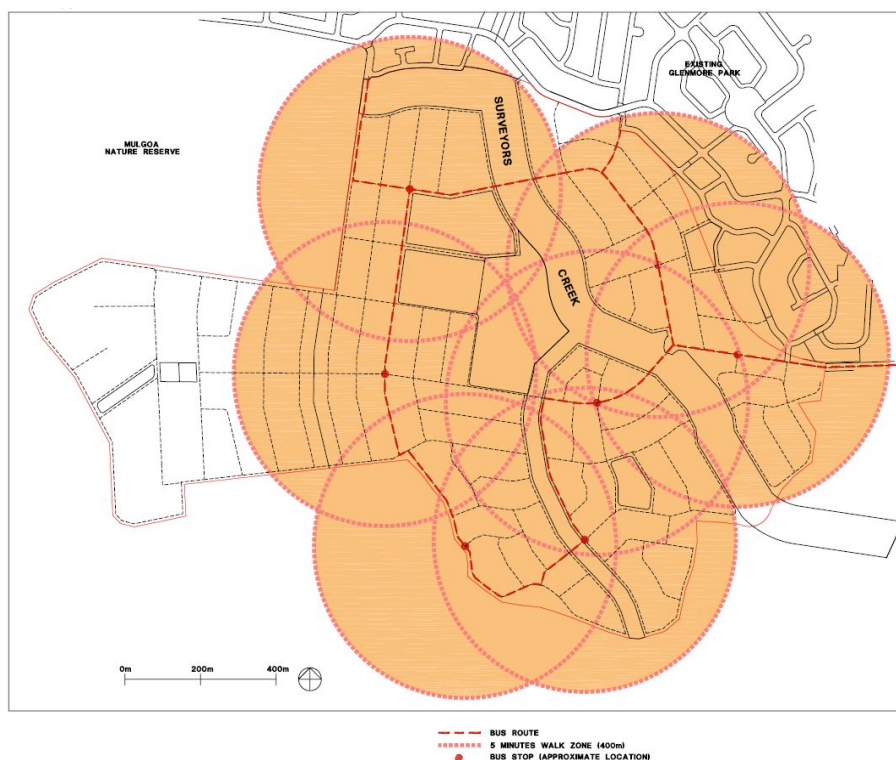 EXISTING
GLENMORE PARK
SURVEYORS
MULGOA
NATURE RESERVE
CREEK
0m 200m 400m
BUS ROUTE
5 MINUTES WALK ZONE (400m)
BUS STOP (APPROXIMATE LOCATION)